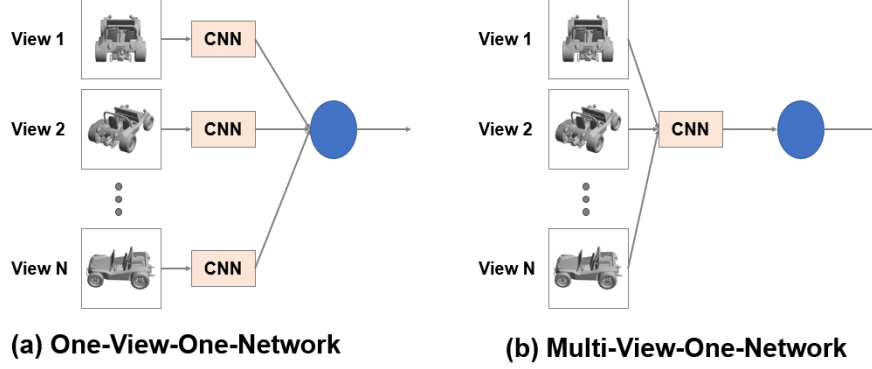 View 1
CNN
View 2
CNN
View N
CNN
(a) One-View-One-Network
View 1
View 2
CNN
View N
(b) Multi-View-One-Network